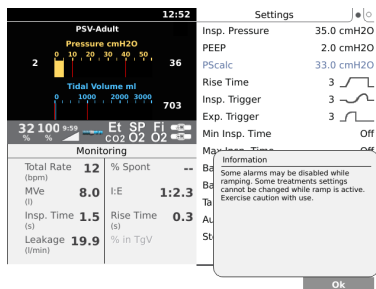 12:52
PSV-Adult
Pressure cmH2O
0 10 20 30 40 50
2 36
Tidal Volume ml
0 1000 2000 3000
703
32 % 100 % 9:59 Et CO2 SP O2 Fi O2
Monitoring
Total Rate (bpm) 12 % Spont --
MVe (l) 8.0 I:E 1:2.3
Insp. Time (s) 1.5 Rise Time (s) 0.3
Leakage (l/min) 19.9 % in TgV
Settings
Insp. Pressure 35.0 cmH2O
PEEP 2.0 cmH2O
PScalc 33.0 cmH2O
Rise Time 3
Insp. Trigger 3
Exp. Trigger 3
Min Insp. Time Off
Max Insp. Time Off
Information
Some alarms may be disabled while
ramping. Some treatments settings
cannot be changed while ramp is active.
Exercise caution with use.
Ok